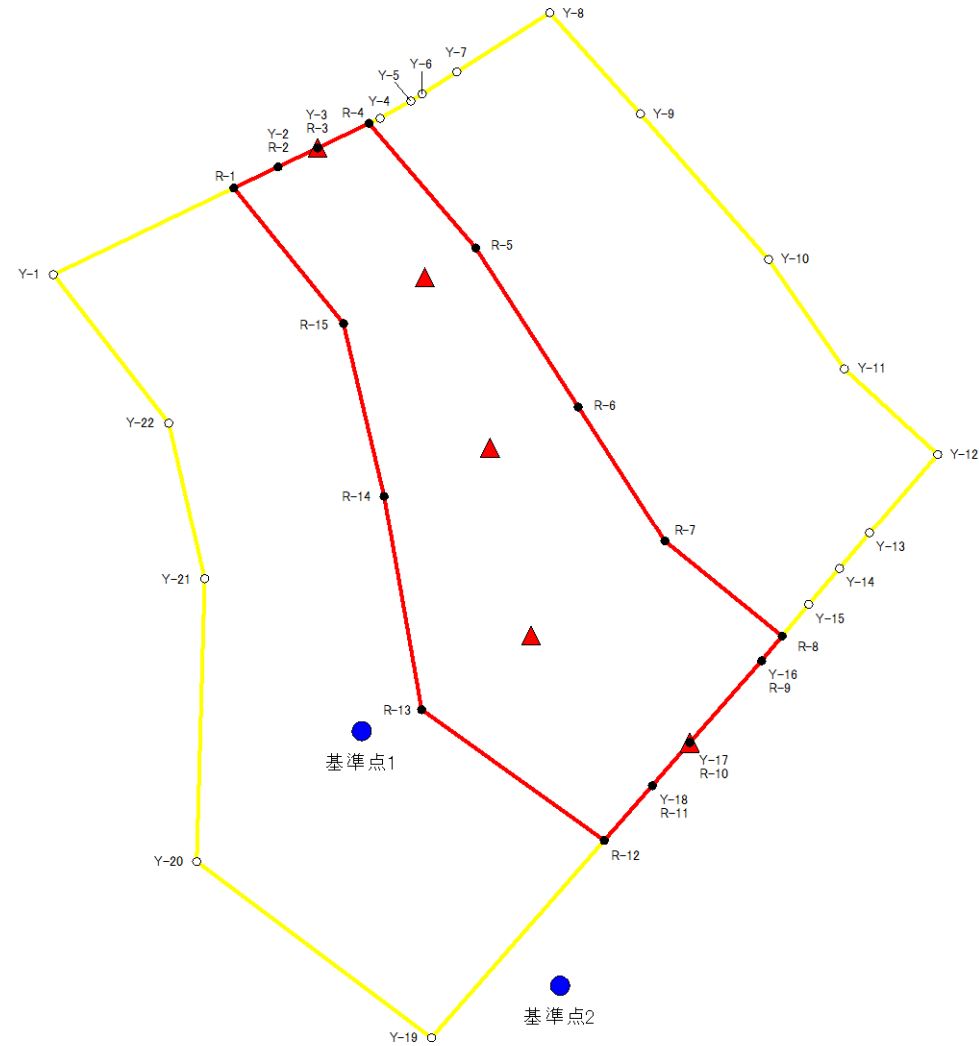 Y-8
Y-7
Y-6
Y-5
Y-4
Y-3
R-3
R-4
Y-2
R-2
Y-9
R-1
R-5
Y-10
Y-1
R-15
Y-11
R-6
Y-22
Y-12
R-14
R-7
Y-13
Y-21
Y-14
Y-15
R-8
Y-16
R-9
R-13
基準点1
Y-17
R-10
Y-18
R-11
R-12
Y-20
基準点2
Y-19